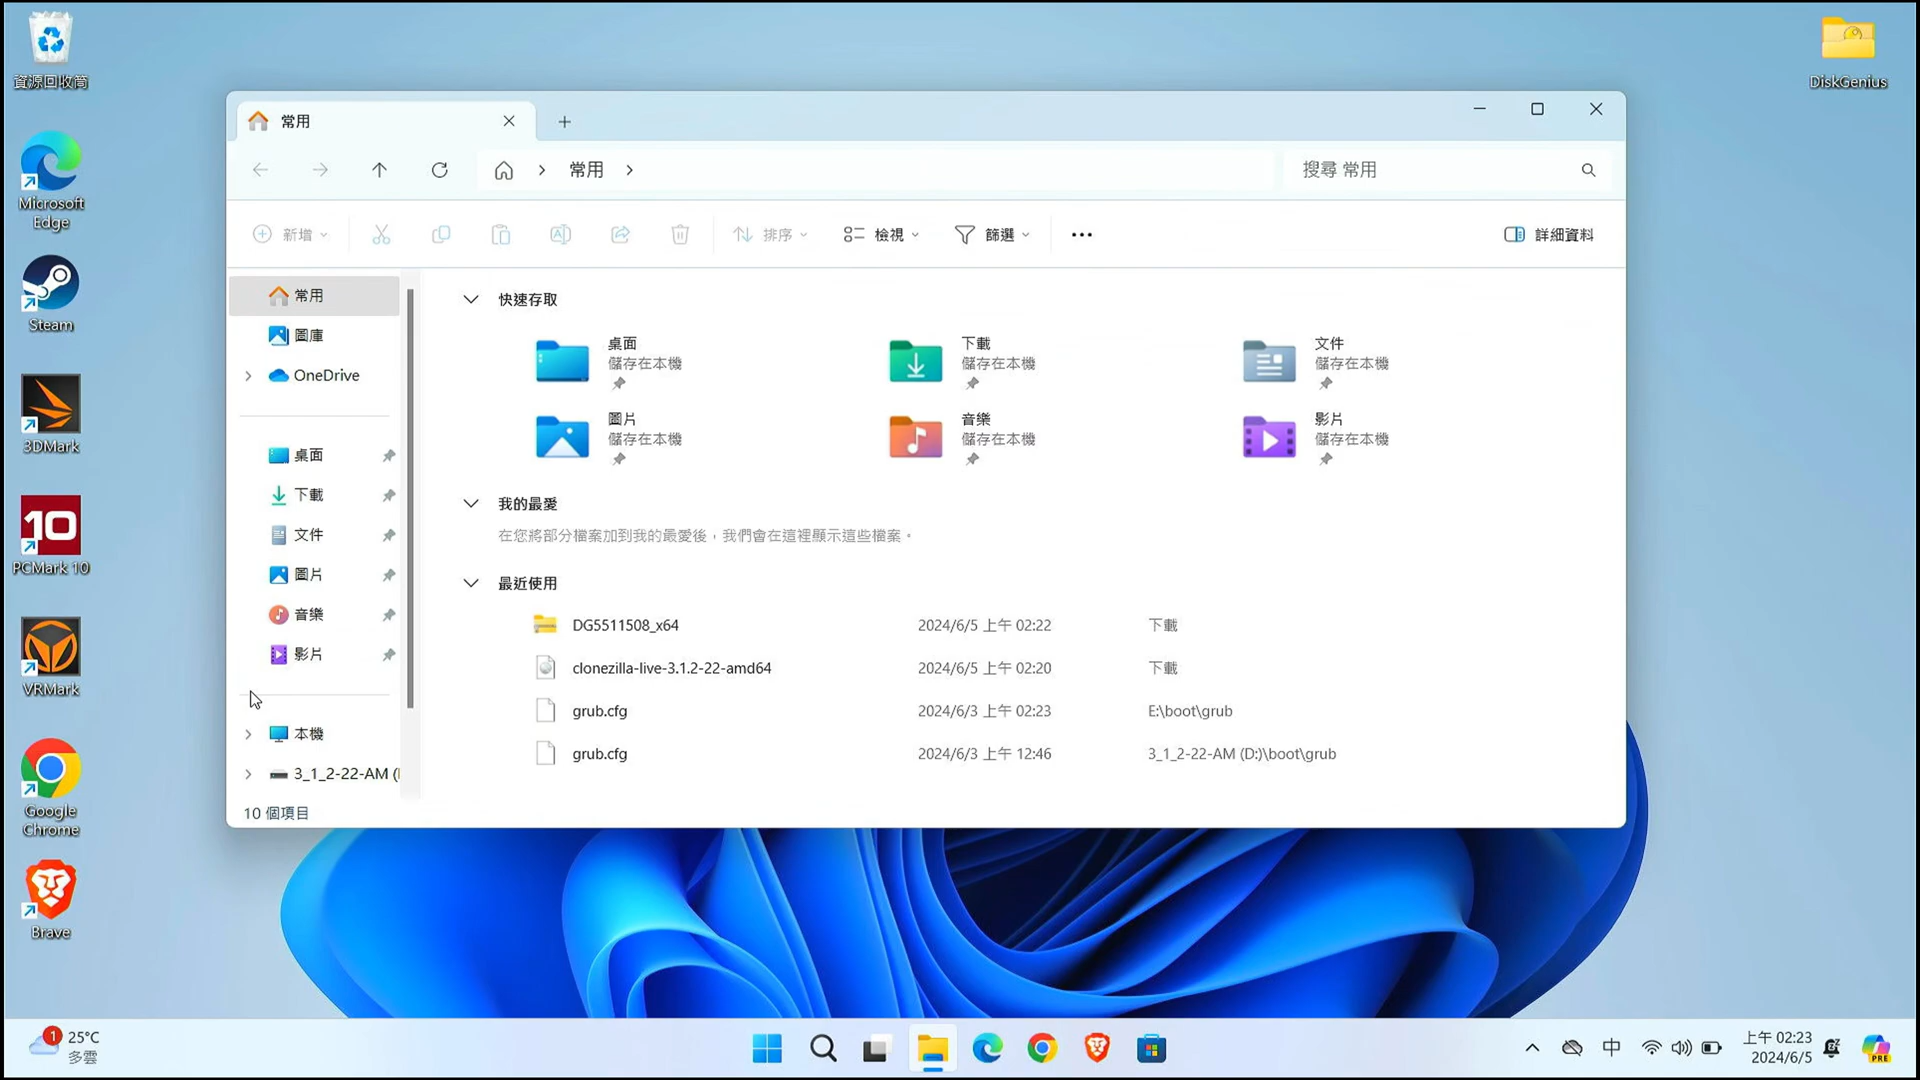 資源回收筒
Microsoft
Edge
Steam
3DMark
10
PCMark 10
VRMark
Google
Chrome
Brave
DiskGenius
常用
常用
搜尋 常用
新增
排序
檢視
篩選
詳細資料
常用
圖庫
OneDrive
桌面
下載
文件
圖片
音樂
影片
本機
3_1_2-22-AM (
10 個項目
快速存取
桌面
儲存在本機
下載
儲存在本機
文件
儲存在本機
圖片
儲存在本機
音樂
儲存在本機
影片
儲存在本機
我的最愛
在您將部分檔案加到我的最愛後，我們會在這裡顯示這些檔案。
最近使用
DG5511508_x64 2024/6/5 上午 02:22 下載
clonezilla-live-3.1.2-22-amd64 2024/6/5 上午 02:20 下載
grub.cfg 2024/6/3 上午 02:23 E:\boot\grub
grub.cfg 2024/6/3 上午 12:46 3_1_2-22-AM (D:)\boot\grub
1
25°C
多雲
中
上午 02:23
2024/6/5
PRE